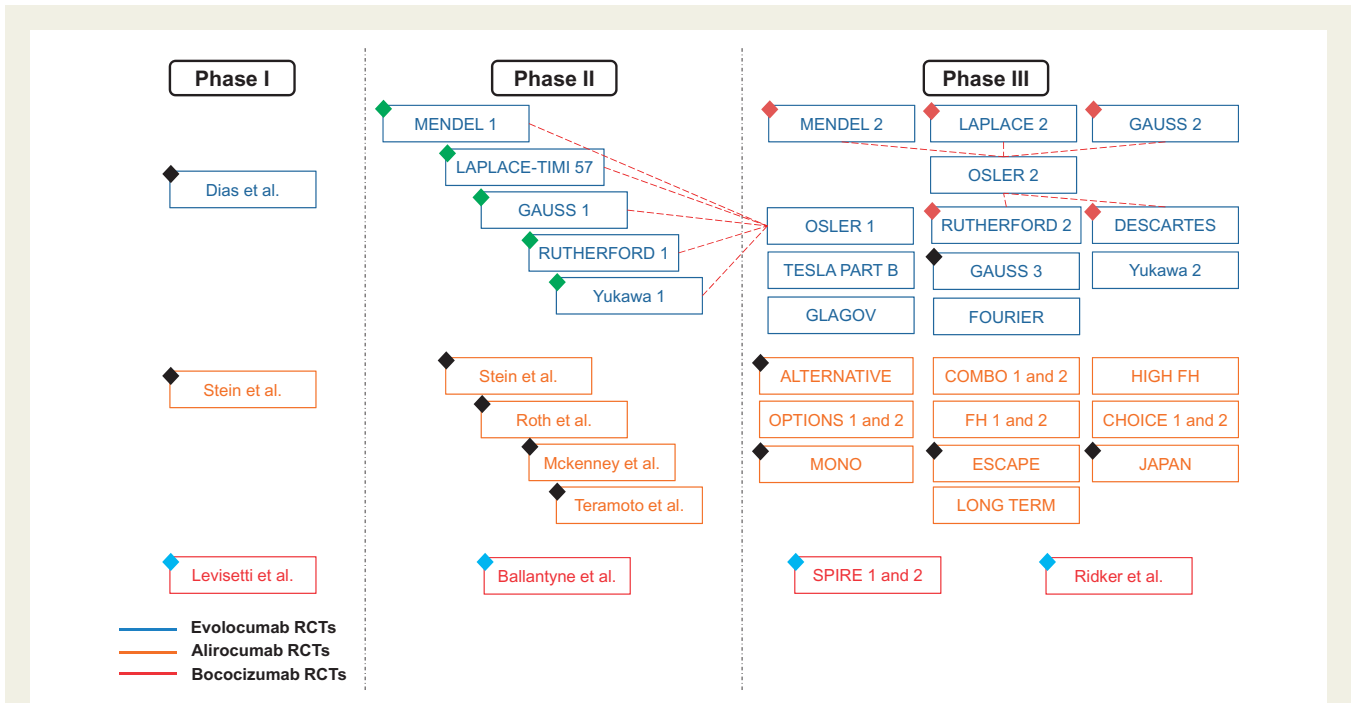 Phase I
Phase II
Phase III
MENDEL 1
MENDEL 2
LAPLACE 2
GAUSS 2
LAPLACE-TIMI 57
Dias et al.
OSLER 2
GAUSS 1
OSLER 1
RUTHERFORD 2
DESCARTES
RUTHERFORD 1
TESLA PART B
GAUSS 3
Yukawa 2
Yukawa 1
GLAGOV
FOURIER
Stein et al.
Stein et al.
ALTERNATIVE
COMBO 1 and 2
HIGH FH
Roth et al.
OPTIONS 1 and 2
FH 1 and 2
CHOICE 1 and 2
Mckenney et al.
MONO
ESCAPE
JAPAN
Teramoto et al.
LONG TERM
Levisetti et al.
Ballantyne et al.
SPIRE 1 and 2
Ridker et al.
Evolocumab RCTs
Alirocumab RCTs
Bococizumab RCTs